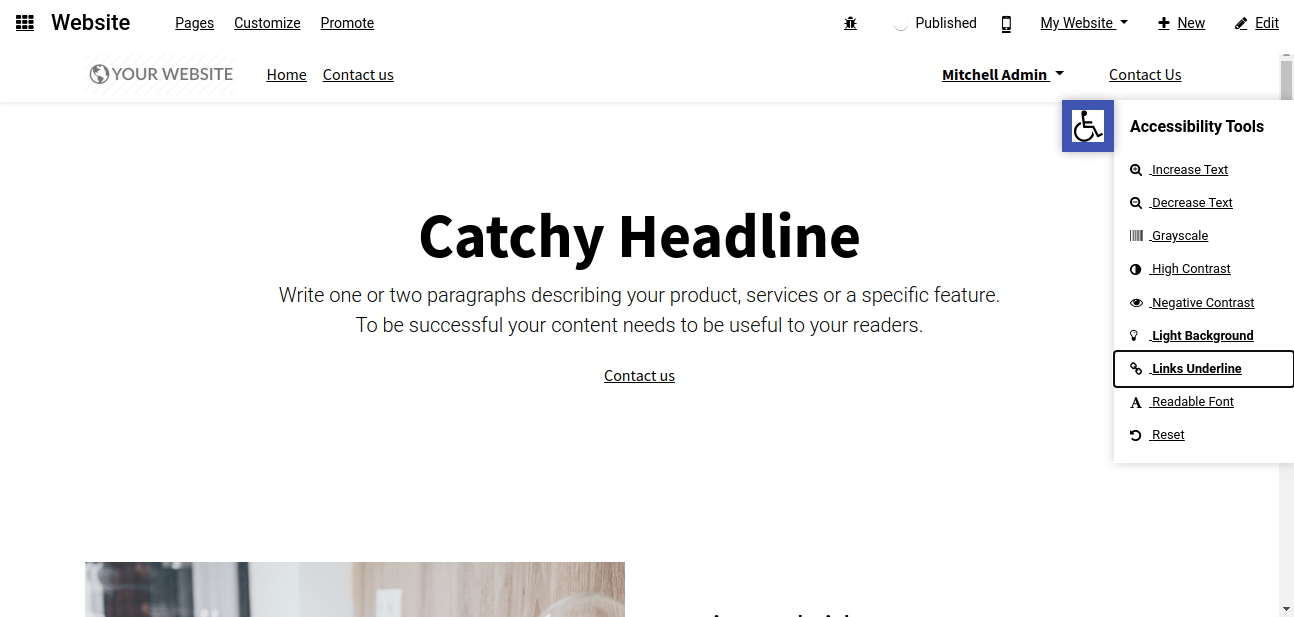 Website Pages Customize Promote Published My Website New Edit
YOUR WEBSITE Home Contact us Mitchell Admin Contact Us
Accessibility Tools
Increase Text
Decrease Text
Grayscale
High Contrast
Negative Contrast
Light Background
Links Underline
Readable Font
Reset
Catchy Headline
Write one or two paragraphs describing your product, services or a specific feature.
To be successful your content needs to be useful to your readers.
Contact us